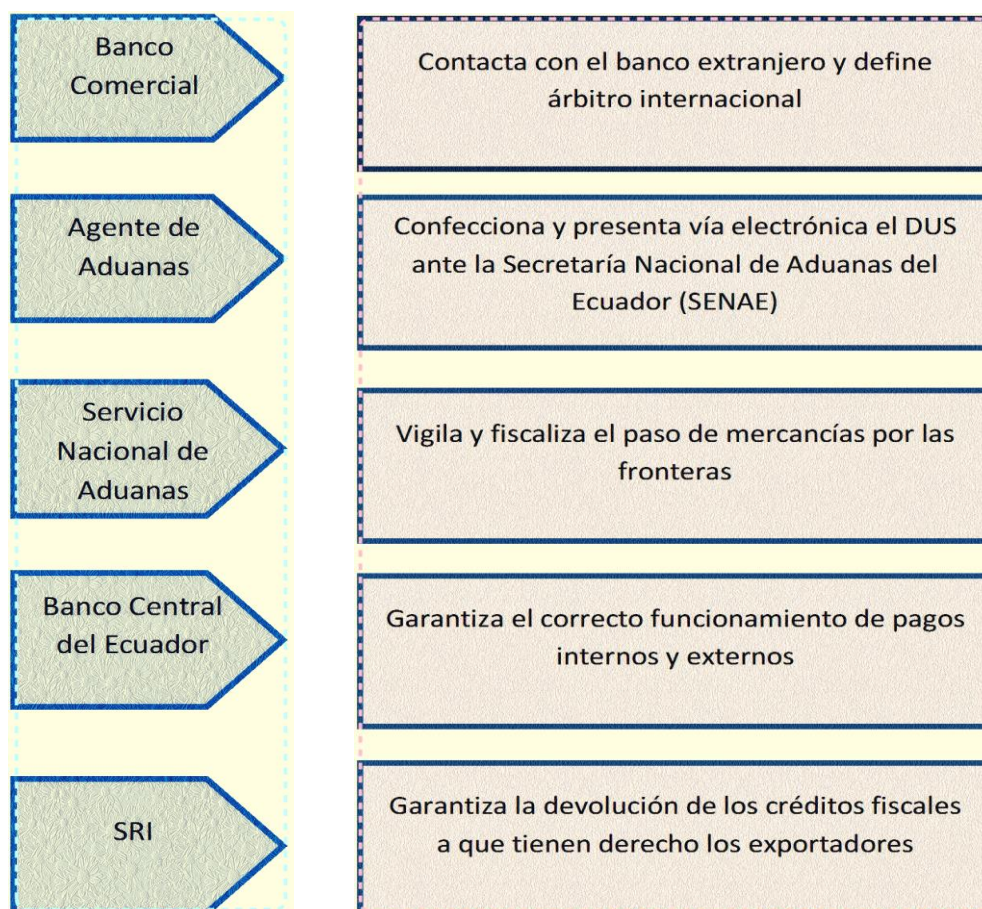 Banco
Comercial
Contacta con el banco extranjero y define
árbitro internacional
Agente de
Aduanas
Confecciona y presenta vía electrónica el DUS
ante la Secretaría Nacional de Aduanas del
Ecuador (SENAE)
Servicio
Nacional de
Aduanas
Vigila y fiscaliza el paso de mercancías por las
fronteras
Banco Central
del Ecuador
Garantiza el correcto funcionamiento de pagos
internos y externos
SRI
Garantiza la devolución de los créditos fiscales
a que tienen derecho los exportadores